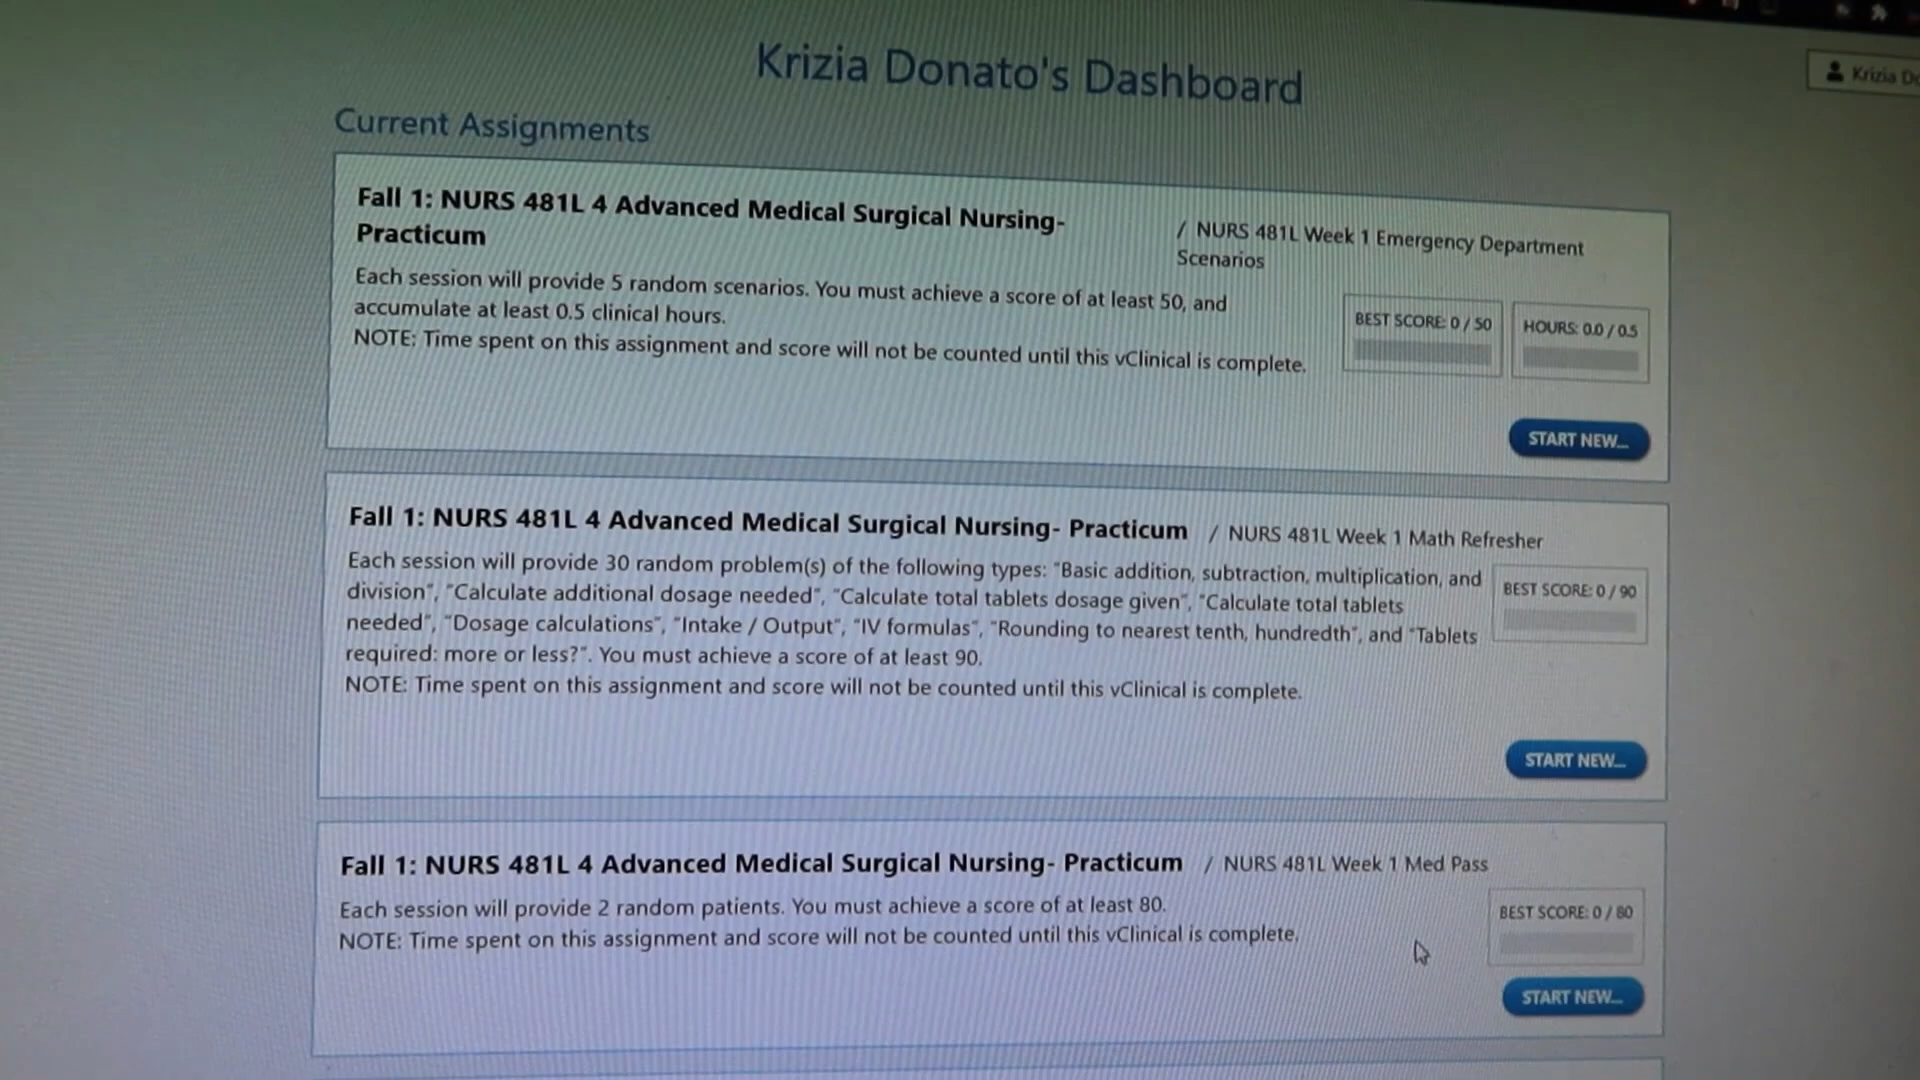 Krizia Donato's Dashboard
Krizia
Current Assignments
Fall 1: NURS 481L 4 Advanced Medical Surgical Nursing-
Practicum
/ NURS 481L Week 1 Emergency Department
Scenarios
Each session will provide 5 random scenarios. You must achieve a score of at least 50, and
accumulate at least 0.5 clinical hours.
NOTE: Time spent on this assignment and score will not be counted until this vClinical is complete.
BEST SCORE: 0 / 50
HOURS: 0.0 / 0.5
START NEW...
Fall 1: NURS 481L 4 Advanced Medical Surgical Nursing- Practicum / NURS 481L Week 1 Math Refresher
Each session will provide 30 random problem(s) of the following types: "Basic addition, subtraction, multiplication, and
division", "Calculate additional dosage needed", "Calculate total tablets dosage given", "Calculate total tablets
needed", "Dosage calculations", "Intake / Output", "IV formulas", "Rounding to nearest tenth, hundredth", and "Tablets
required: more or less?". You must achieve a score of at least 90.
NOTE: Time spent on this assignment and score will not be counted until this vClinical is complete.
BEST SCORE: 0 / 90
START NEW...
Fall 1: NURS 481L 4 Advanced Medical Surgical Nursing- Practicum / NURS 481L Week 1 Med Pass
Each session will provide 2 random patients. You must achieve a score of at least 80.
NOTE: Time spent on this assignment and score will not be counted until this vClinical is complete.
BEST SCORE: 0 / 80
START NEW...